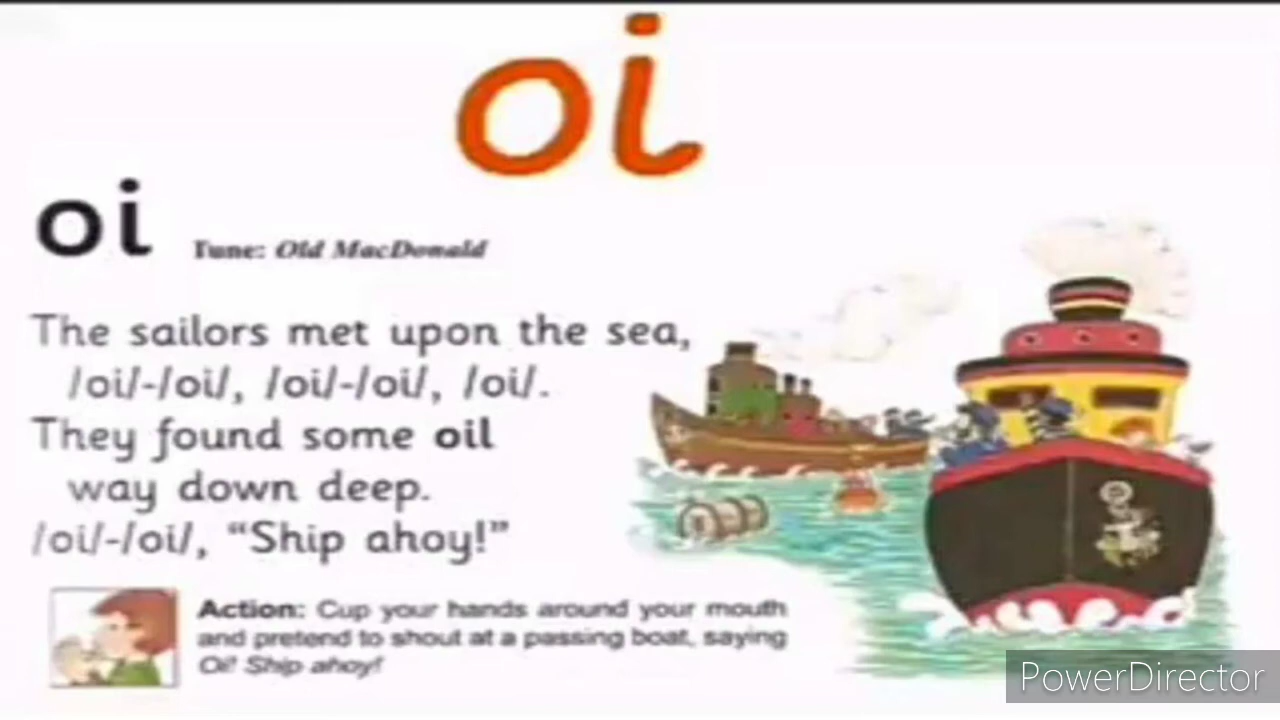 oi
oi
Tune: Old MacDonald
The sailors met upon the sea,
/oi/-/oi/, /oi/-/oi/, /oi/.
They found some oil
way down deep.
/oi/-/oi/, “Ship ahoy!”
Action: Cup your hands around your mouth
and pretend to shout at a passing boat, saying
Oi! Ship ahoy!
PowerDirector